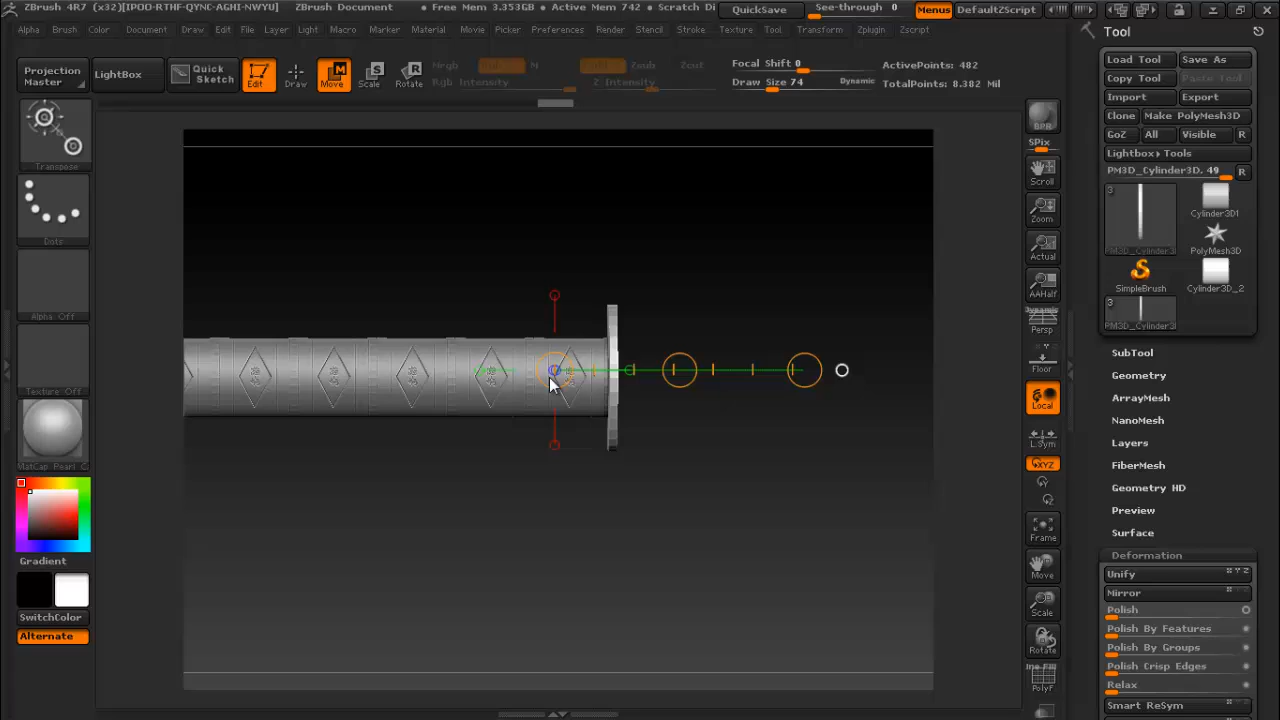 ZBrush 4R7 (x32)[IPOO-RTHF-QYNC-AGHI-NWYU] ZBrush Document • Free Mem 3.353GB • Active Mem 742 • Scratch Di QuickSave See-through 0 Menus DefaultZScript
Alpha Brush Color Document Draw Edit File Layer Light Macro Marker Material Movie Picker Preferences Render Stencil Stroke Texture Tool Transform Zplugin Zscript
Tool
Load Tool Save As
Copy Tool Paste Tool
Import Export
Clone Make PolyMesh3D
GoZ All Visible R
Lightbox▸Tools
PM3D_Cylinder3D. 49 R
Projection Master
LightBox
Quick Sketch
Edit Draw Move Scale Rotate
Mrgb M
Rgb Intensity
Zsub Zcut
Z Intensity
Focal Shift 0
Draw Size 74 Dynamic
ActivePoints: 482
TotalPoints: 8.382 Mil
Transpose
Dots
Alpha Off
Texture Off
MatCap Pearl C
Gradient
SwitchColor
Alternate
BPR
SPix
Scroll
Zoom
Actual
AAHalf
Dynamic
Persp
Floor
Local
L.Sym
XYZ
Frame
Move
Scale
Rotate
PolyF
3
PM3D_Cylinder3
Cylinder3D1
PolyMesh3D
SimpleBrush
Cylinder3D_2
3
PM3D_Cylinder3
SubTool
Geometry
ArrayMesh
NanoMesh
Layers
FiberMesh
Geometry HD
Preview
Surface
Deformation
Unify
Mirror
Polish
Polish By Features
Polish By Groups
Polish Crisp Edges
Relax
Smart ReSym